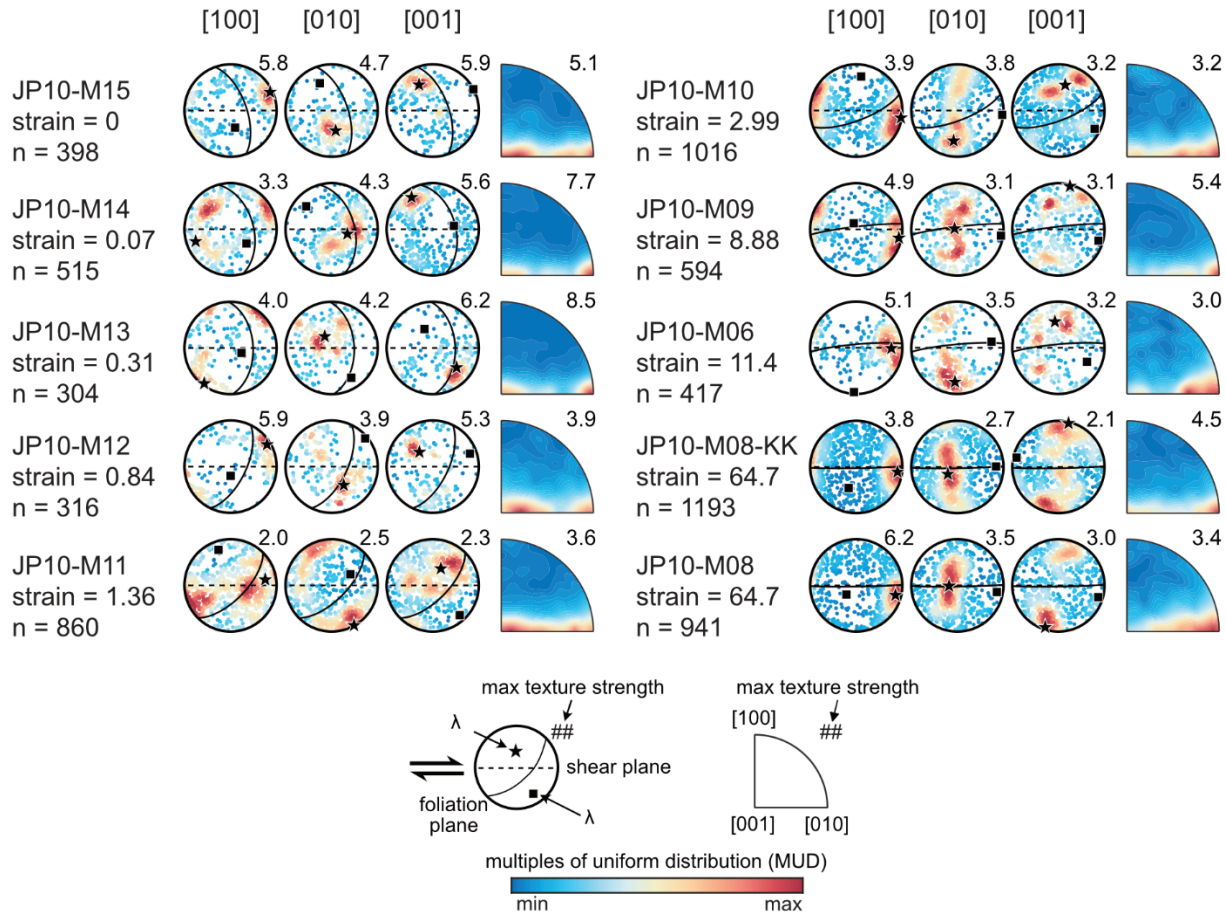 [100] [010] [001]
[100] [010] [001]
JP10-M15
strain = 0
n = 398
5.8 4.7 5.9 5.1
JP10-M14
strain = 0.07
n = 515
3.3 4.3 5.6 7.7
JP10-M13
strain = 0.31
n = 304
4.0 4.2 6.2 8.5
JP10-M12
strain = 0.84
n = 316
5.9 3.9 5.3 3.9
JP10-M11
strain = 1.36
n = 860
2.0 2.5 2.3 3.6
JP10-M10
strain = 2.99
n = 1016
3.9 3.8 3.2 3.2
JP10-M09
strain = 8.88
n = 594
4.9 3.1 3.1 5.4
JP10-M06
strain = 11.4
n = 417
5.1 3.5 3.2 3.0
JP10-M08-KK
strain = 64.7
n = 1193
3.8 2.7 2.1 4.5
JP10-M08
strain = 64.7
n = 941
6.2 3.5 3.0 3.4
max texture strength
λ
##
shear plane
foliation
plane
λ
max texture strength
[100]
##
[001] [010]
multiples of uniform distribution (MUD)
min max